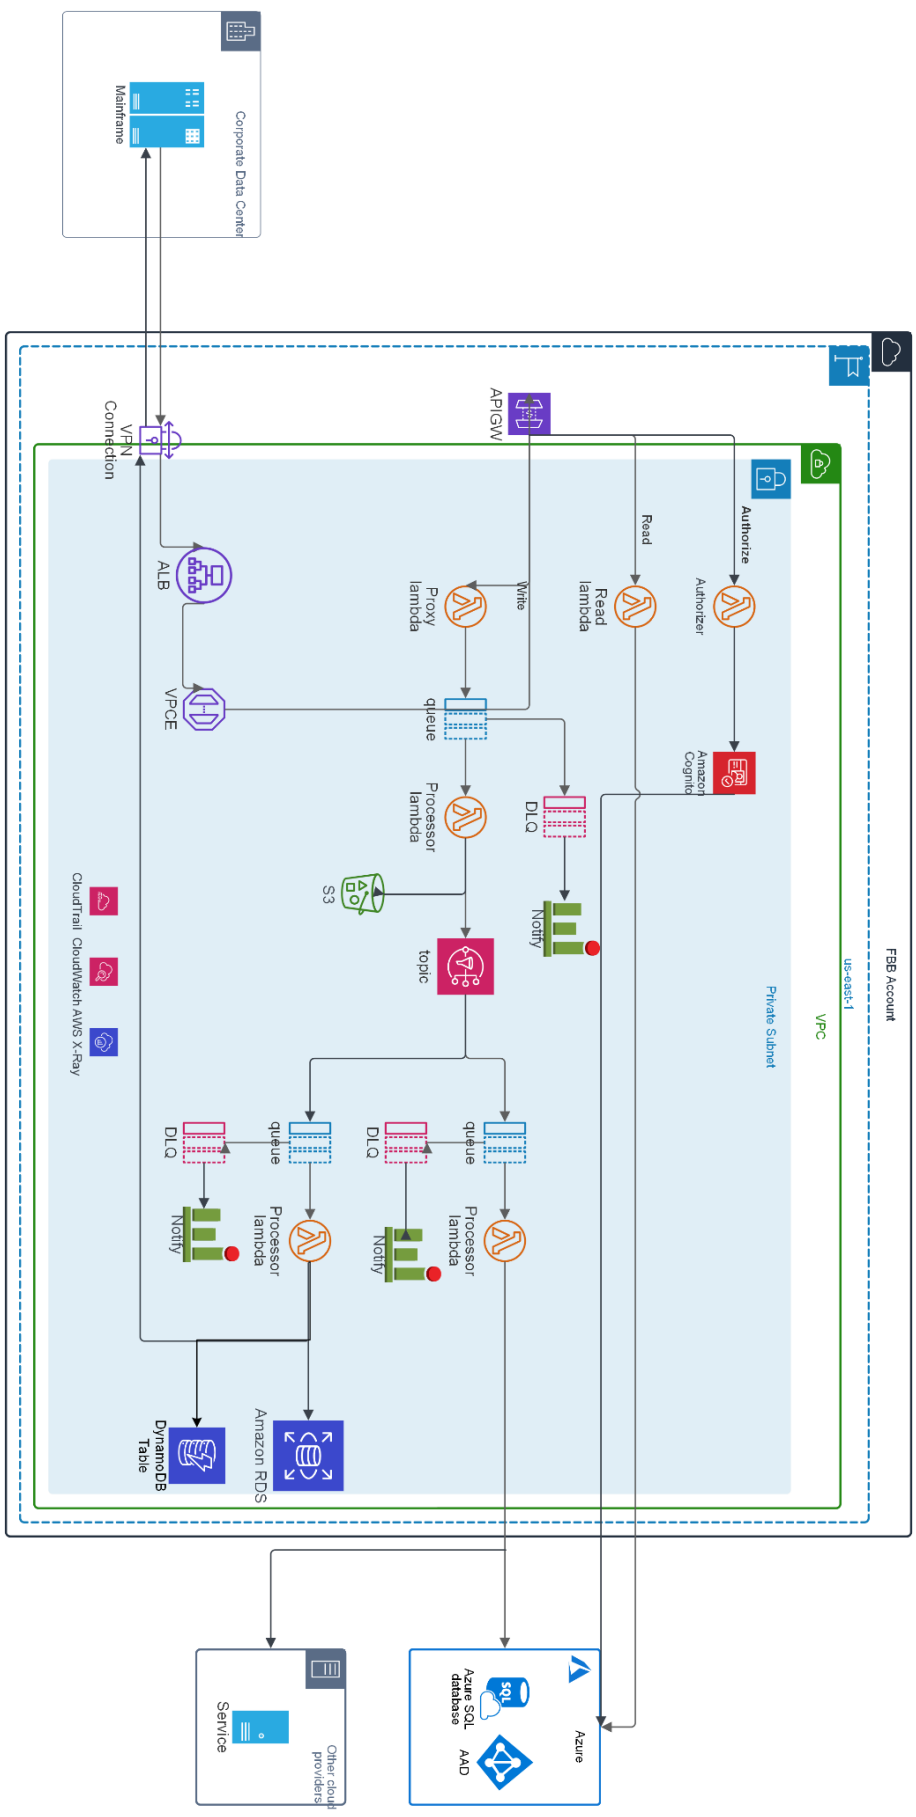 Corporate Data Center
Mainframe
FBB Account
us-east-1
VPC
Private Subnet
VPN
Connection
APIGW
Authorize
Authorizer
Amazon
Cognito
Read
Read
lambda
Write
Proxy
lambda
queue
DLQ
Notify
Processor
lambda
S3
topic
ALB
VPCE
queue
DLQ
Notify
Processor
lambda
queue
DLQ
Notify
Processor
lambda
CloudTrail
CloudWatch
AWS X-Ray
Amazon RDS
DynamoDB
Table
Azure
SQL
Azure SQL
database
AAD
Other cloud
providers
Service